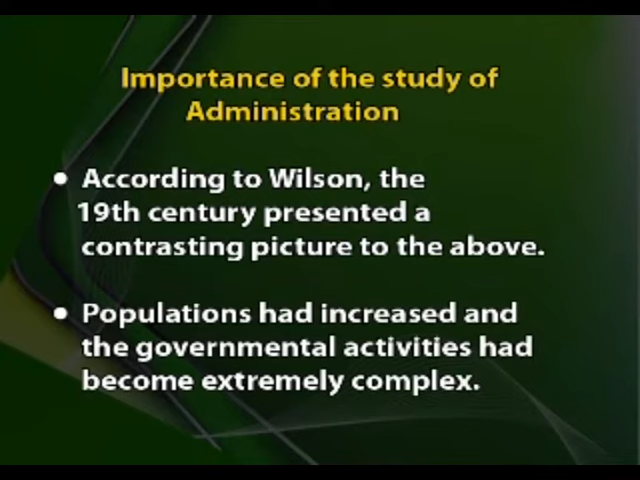 Importance of the study of
Administration
• According to Wilson, the
19th century presented a
contrasting picture to the above.
• Populations had increased and
the governmental activities had
become extremely complex.